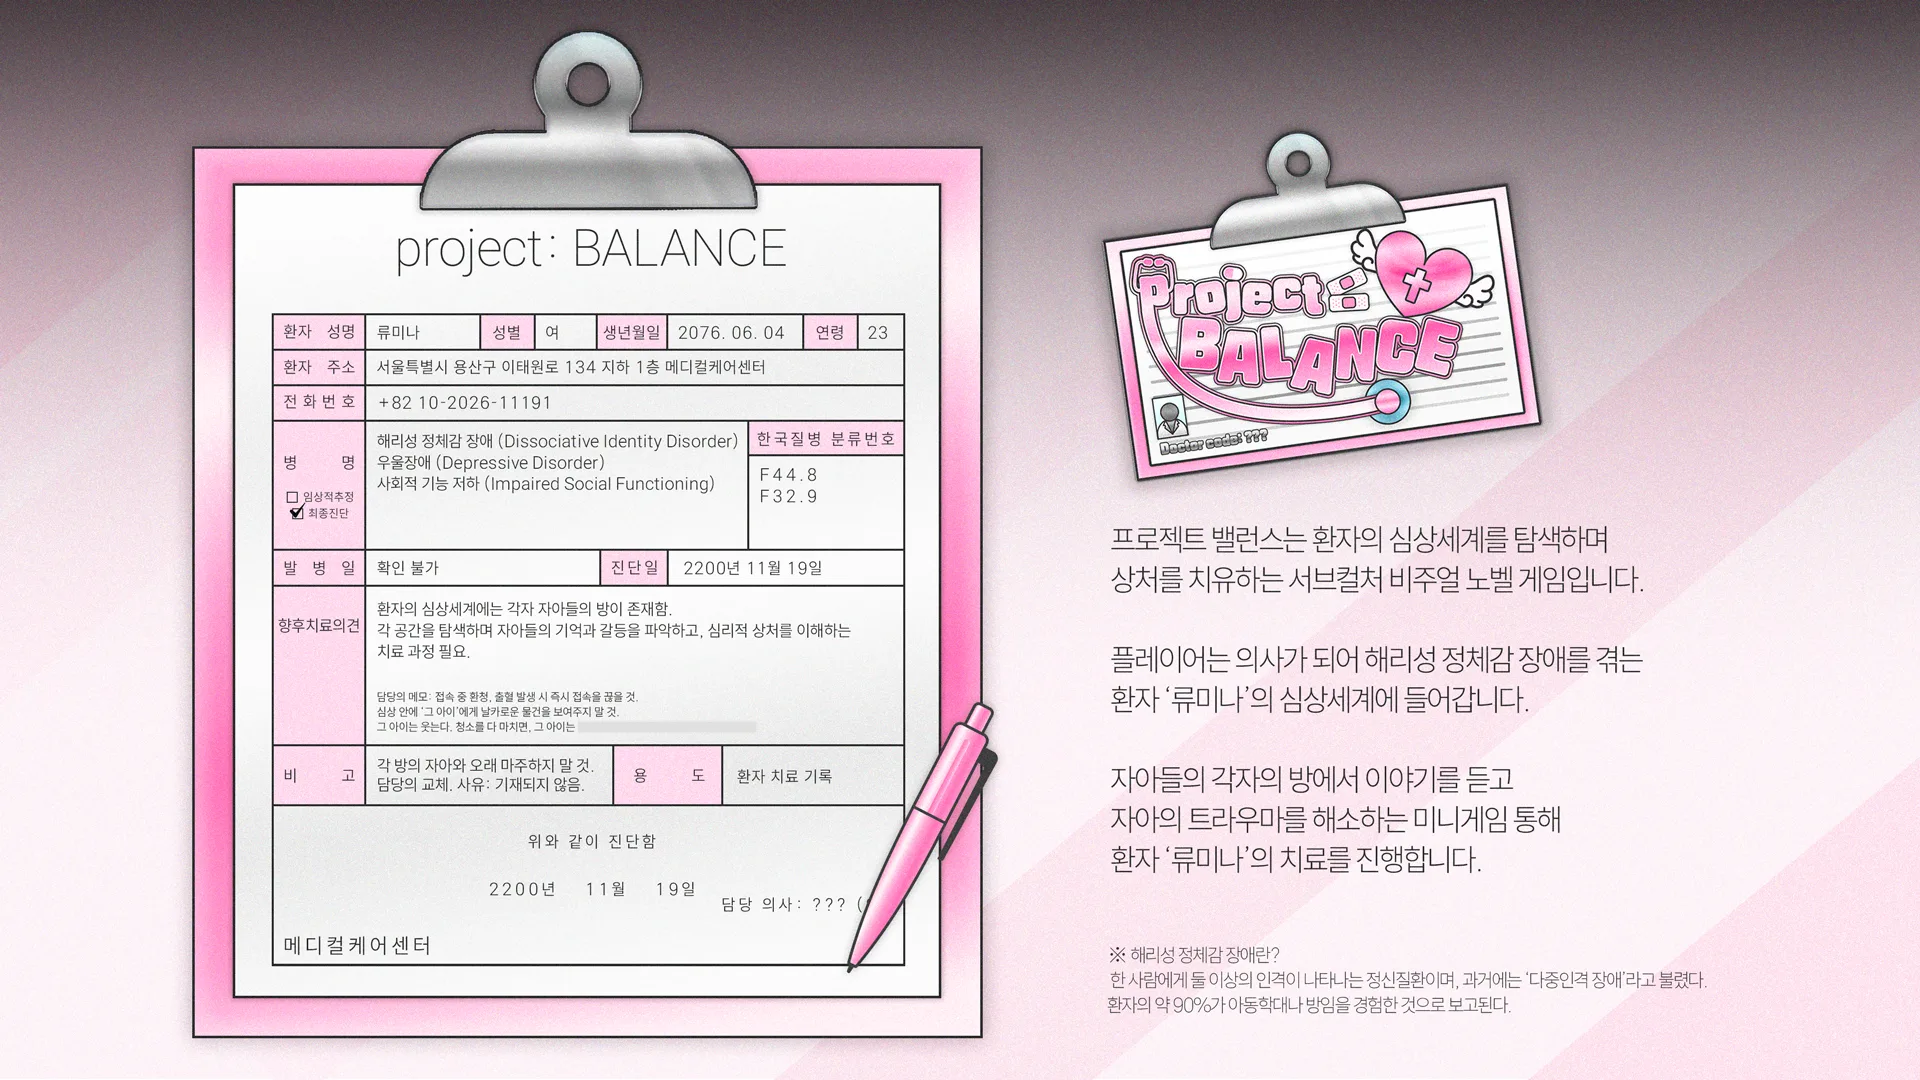 project: BALANCE
환자 성명 류미나 성별 여 생년월일 2076. 06. 04 연령 23
환자 주소 서울특별시 용산구 이태원로 134 지하 1층 메디컬케어센터
전화번호 +82 10-2026-11191
병 명
임상적추정
최종진단
해리성 정체감 장애 (Dissociative Identity Disorder)
우울장애 (Depressive Disorder)
사회적 기능 저하 (Impaired Social Functioning)
한국질병 분류번호
F44.8
F32.9
발 병 일 확인 불가 진단일 2200년 11월 19일
향후치료의견
환자의 심상세계에는 각자 자아들의 방이 존재함.
각 공간을 탐색하며 자아들의 기억과 갈등을 파악하고, 심리적 상처를 이해하는
치료 과정 필요.
담당의 메모: 접속 중 환청, 출혈 발생 시 즉시 접속을 끊을 것.
심상 안에 ‘그 아이’에게 날카로운 물건을 보여주지 말 것.
그 아이는 웃는다. 청소를 다 마치면, 그 아이는
비 고
각 방의 자아와 오래 마주하지 말 것.
담당의 교체. 사유: 기재되지 않음.
용 도 환자 치료 기록
위와 같이 진단함
2200년 11월 19일
담당 의사: ??? (
메디컬케어센터
Project
BALANCE
Doctor code: ???
프로젝트 밸런스는 환자의 심상세계를 탐색하며
상처를 치유하는 서브컬처 비주얼 노벨 게임입니다.
플레이어는 의사가 되어 해리성 정체감 장애를 겪는
환자 ‘류미나’의 심상세계에 들어갑니다.
자아들의 각자의 방에서 이야기를 듣고
자아의 트라우마를 해소하는 미니게임 통해
환자 ‘류미나’의 치료를 진행합니다.
※ 해리성 정체감 장애란?
한 사람에게 둘 이상의 인격이 나타나는 정신질환이며, 과거에는 ‘다중인격 장애’라고 불렸다.
환자의 약 90%가 아동학대나 방임을 경험한 것으로 보고된다.